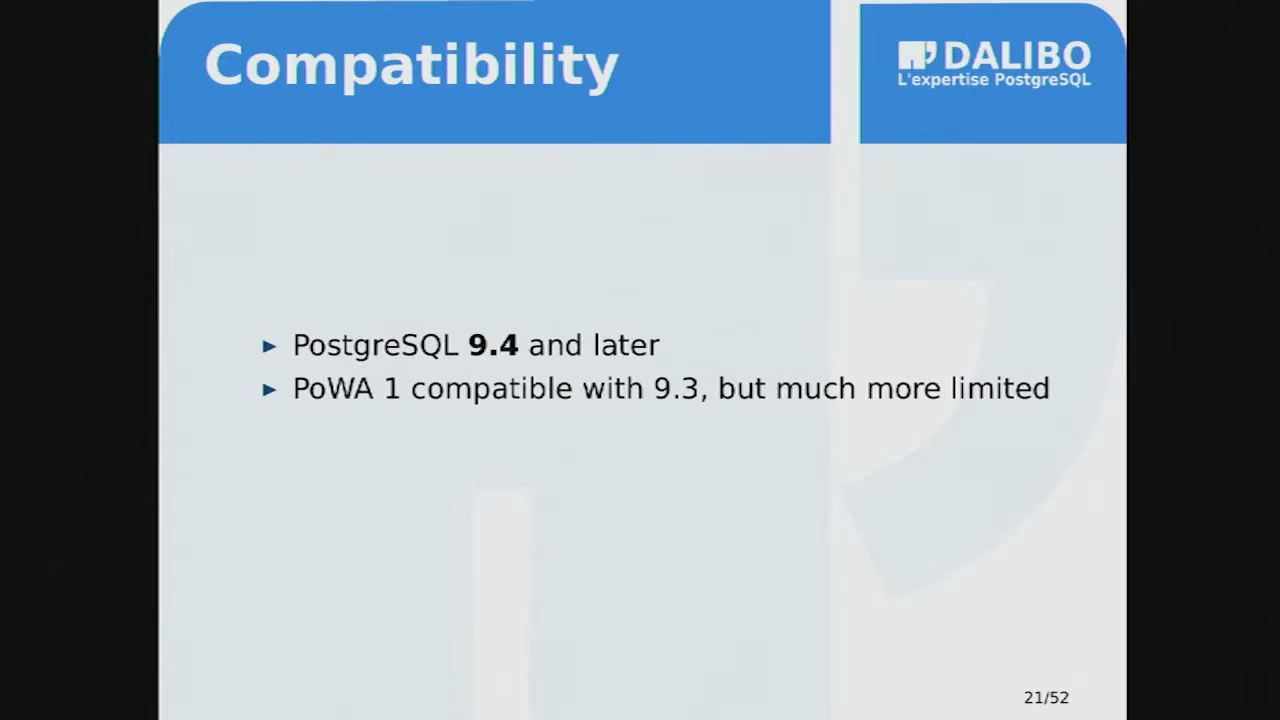 Compatibility
DALIBO
L'expertise PostgreSQL
► PostgreSQL 9.4 and later
► PoWA 1 compatible with 9.3, but much more limited
21/52